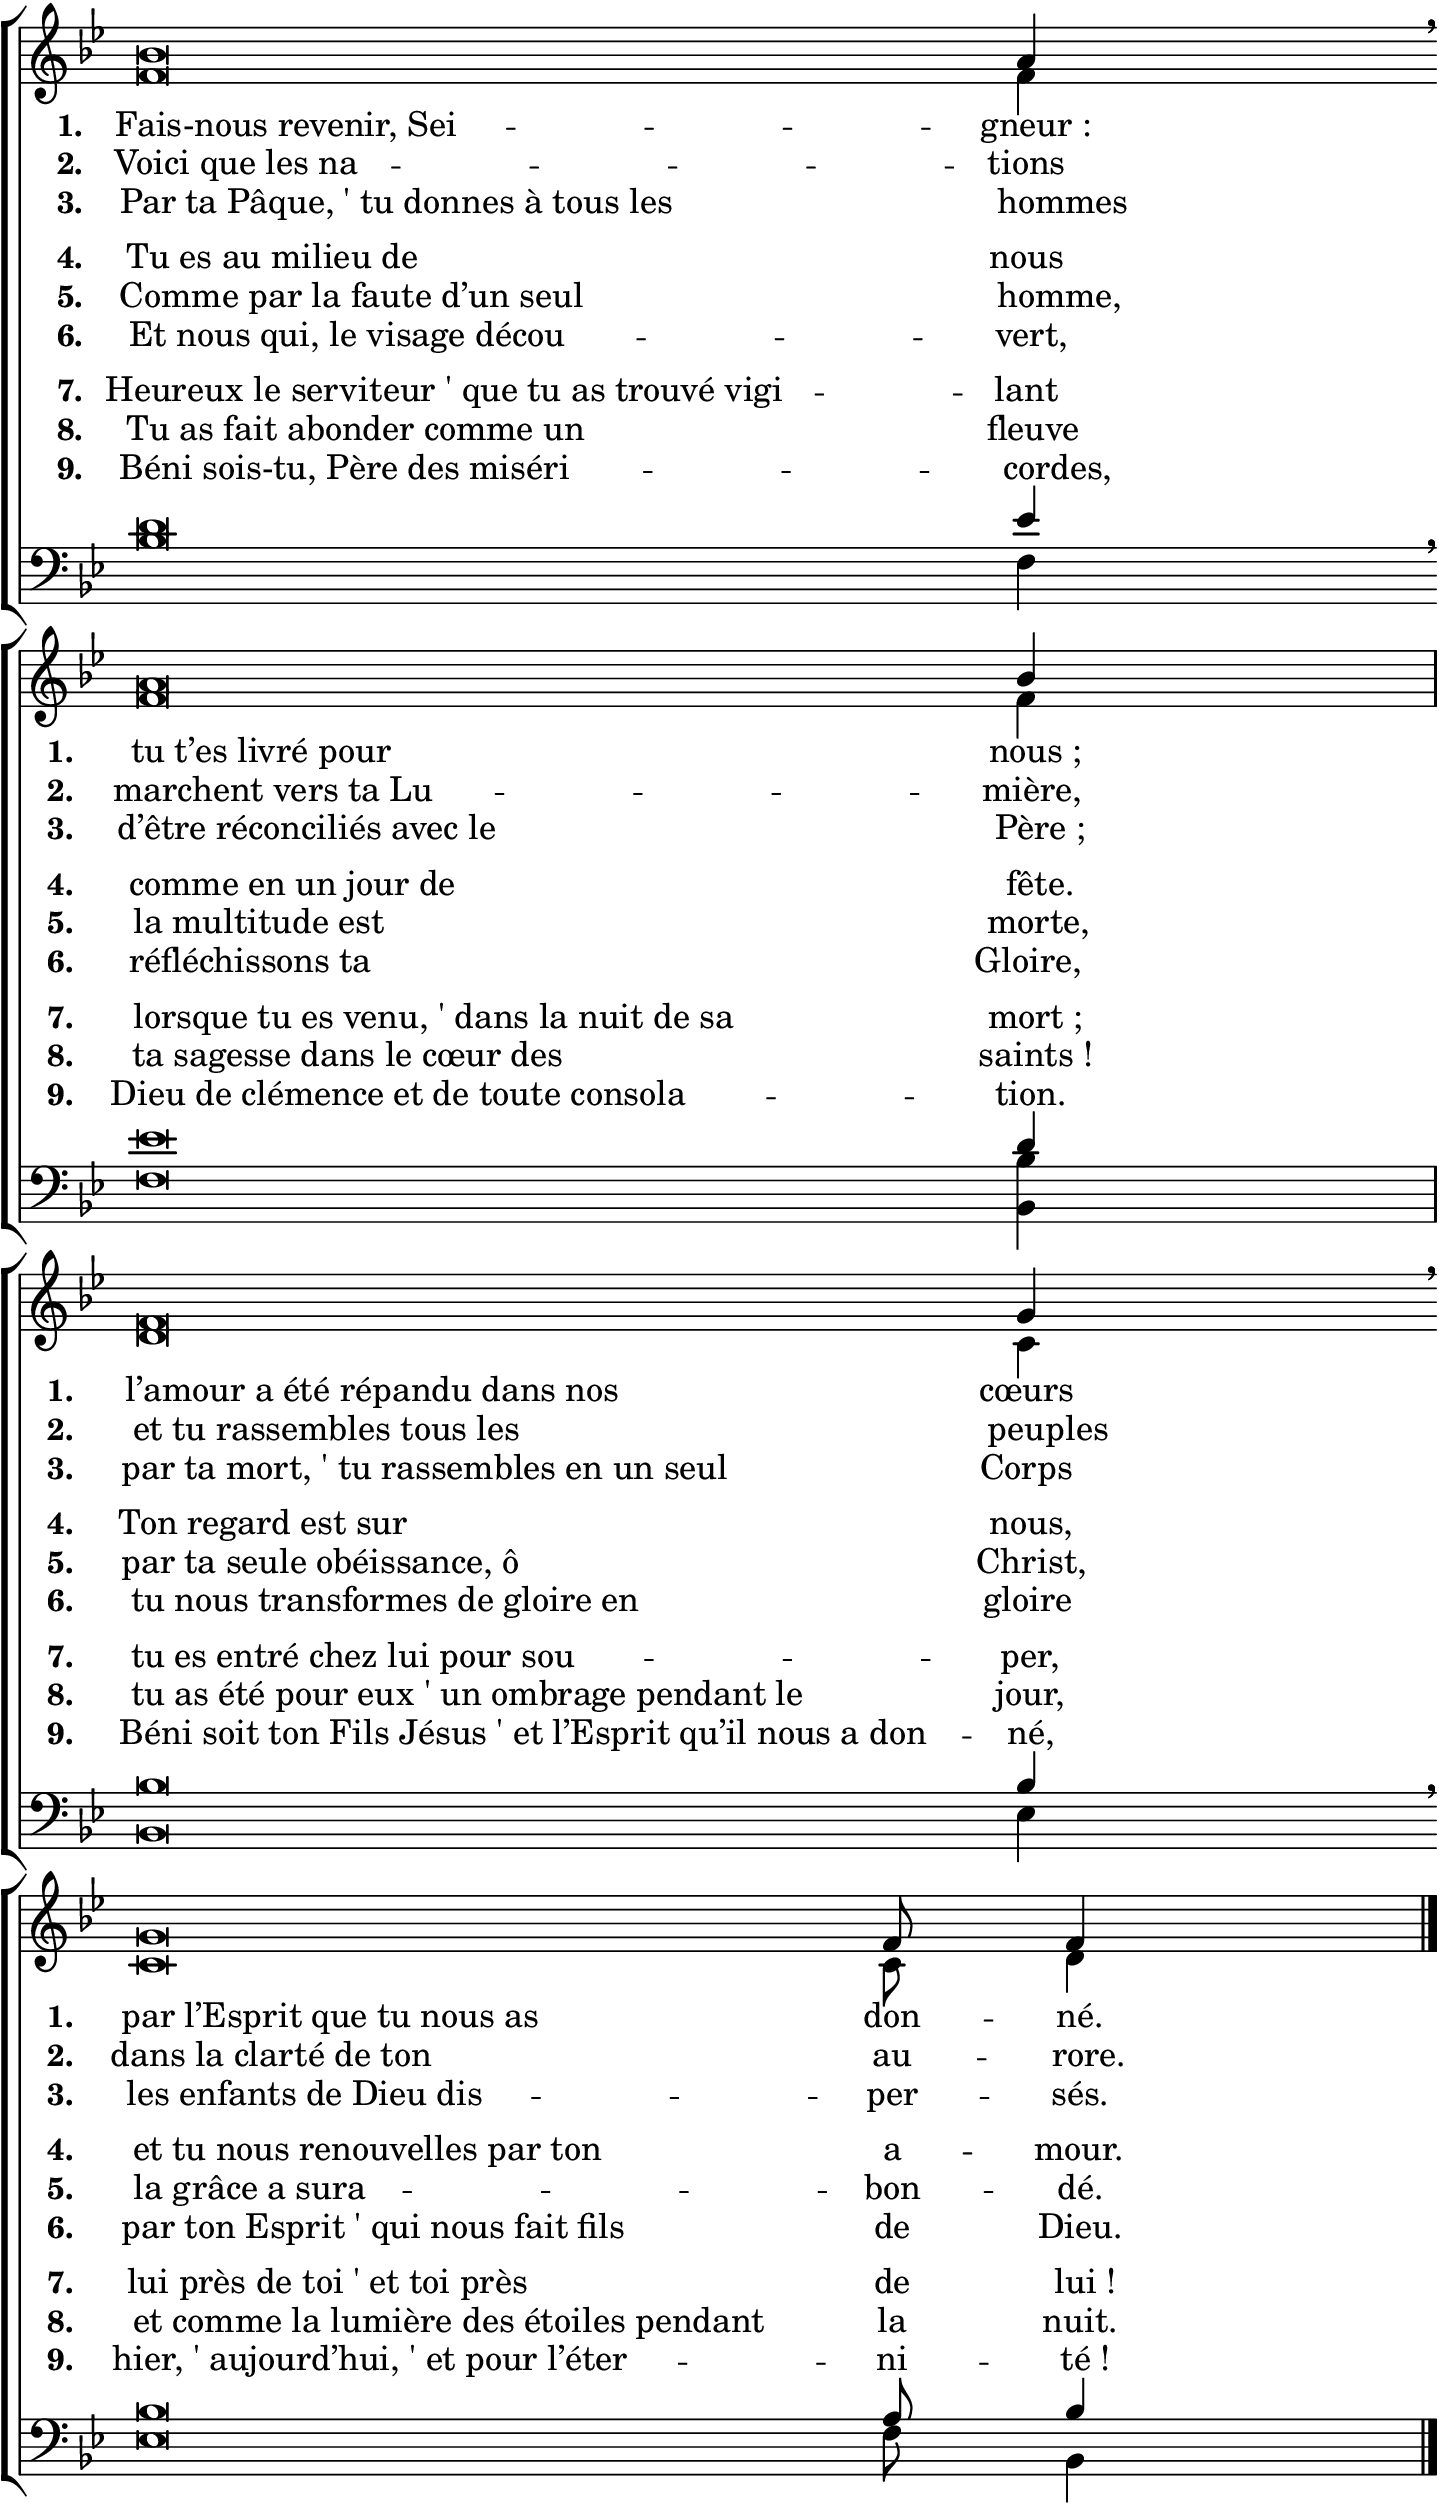 1. Fais-nous revenir, Sei -- gneur :
2. Voici que les na -- tions
3. Par ta Pâque, ' tu donnes à tous les hommes
4. Tu es au milieu de nous
5. Comme par la faute d’un seul homme,
6. Et nous qui, le visage décou -- vert,
7. Heureux le serviteur ' que tu as trouvé vigi -- lant
8. Tu as fait abonder comme un fleuve
9. Béni sois-tu, Père des miséri -- cordes,
1. tu t’es livré pour nous ;
2. marchent vers ta Lu -- mière,
3. d’être réconciliés avec le Père ;
4. comme en un jour de fête.
5. la multitude est morte,
6. réfléchissons ta Gloire,
7. lorsque tu es venu, ' dans la nuit de sa mort ;
8. ta sagesse dans le cœur des saints !
9. Dieu de clémence et de toute consola -- tion.
1. l’amour a été répandu dans nos cœurs
2. et tu rassembles tous les peuples
3. par ta mort, ' tu rassembles en un seul Corps
4. Ton regard est sur nous,
5. par ta seule obéissance, ô Christ,
6. tu nous transformes de gloire en gloire
7. tu es entré chez lui pour sou -- per,
8. tu as été pour eux ' un ombrage pendant le jour,
9. Béni soit ton Fils Jésus ' et l’Esprit qu’il nous a don -- né,
1. par l’Esprit que tu nous as don -- né.
2. dans la clarté de ton au -- rore.
3. les enfants de Dieu dis -- per -- sés.
4. et tu nous renouvelles par ton a -- mour.
5. la grâce a sura -- bon -- dé.
6. par ton Esprit ' qui nous fait fils de Dieu.
7. lui près de toi ' et toi près de lui !
8. et comme la lumière des étoiles pendant la nuit.
9. hier, ' aujourd’hui, ' et pour l’éter -- ni -- té !